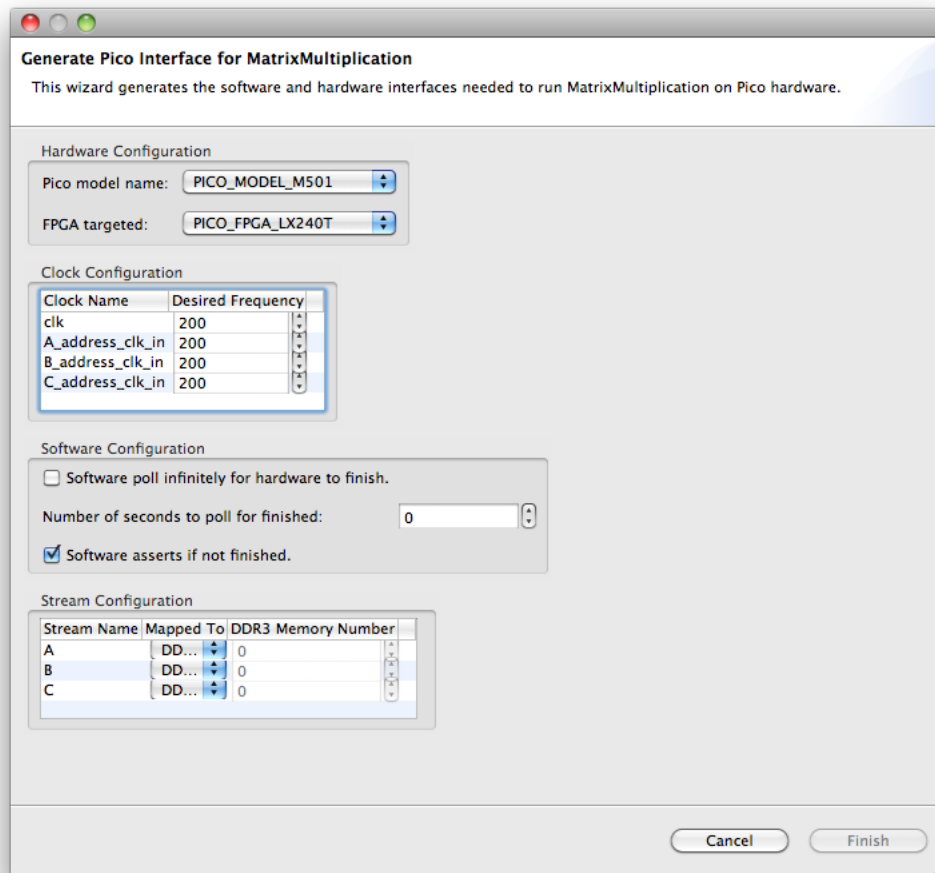 Generate Pico Interface for MatrixMultiplication
This wizard generates the software and hardware interfaces needed to run MatrixMultiplication on Pico hardware.
Hardware Configuration
Pico model name: PICO_MODEL_M501
FPGA targeted: PICO_FPGA_LX240T
Clock Configuration
Clock Name Desired Frequency
clk 200
A_address_clk_in 200
B_address_clk_in 200
C_address_clk_in 200
Software Configuration
Software poll infinitely for hardware to finish.
Number of seconds to poll for finished: 0
Software asserts if not finished.
Stream Configuration
Stream Name Mapped To DDR3 Memory Number
A DD... 0
B DD... 0
C DD... 0
Cancel Finish